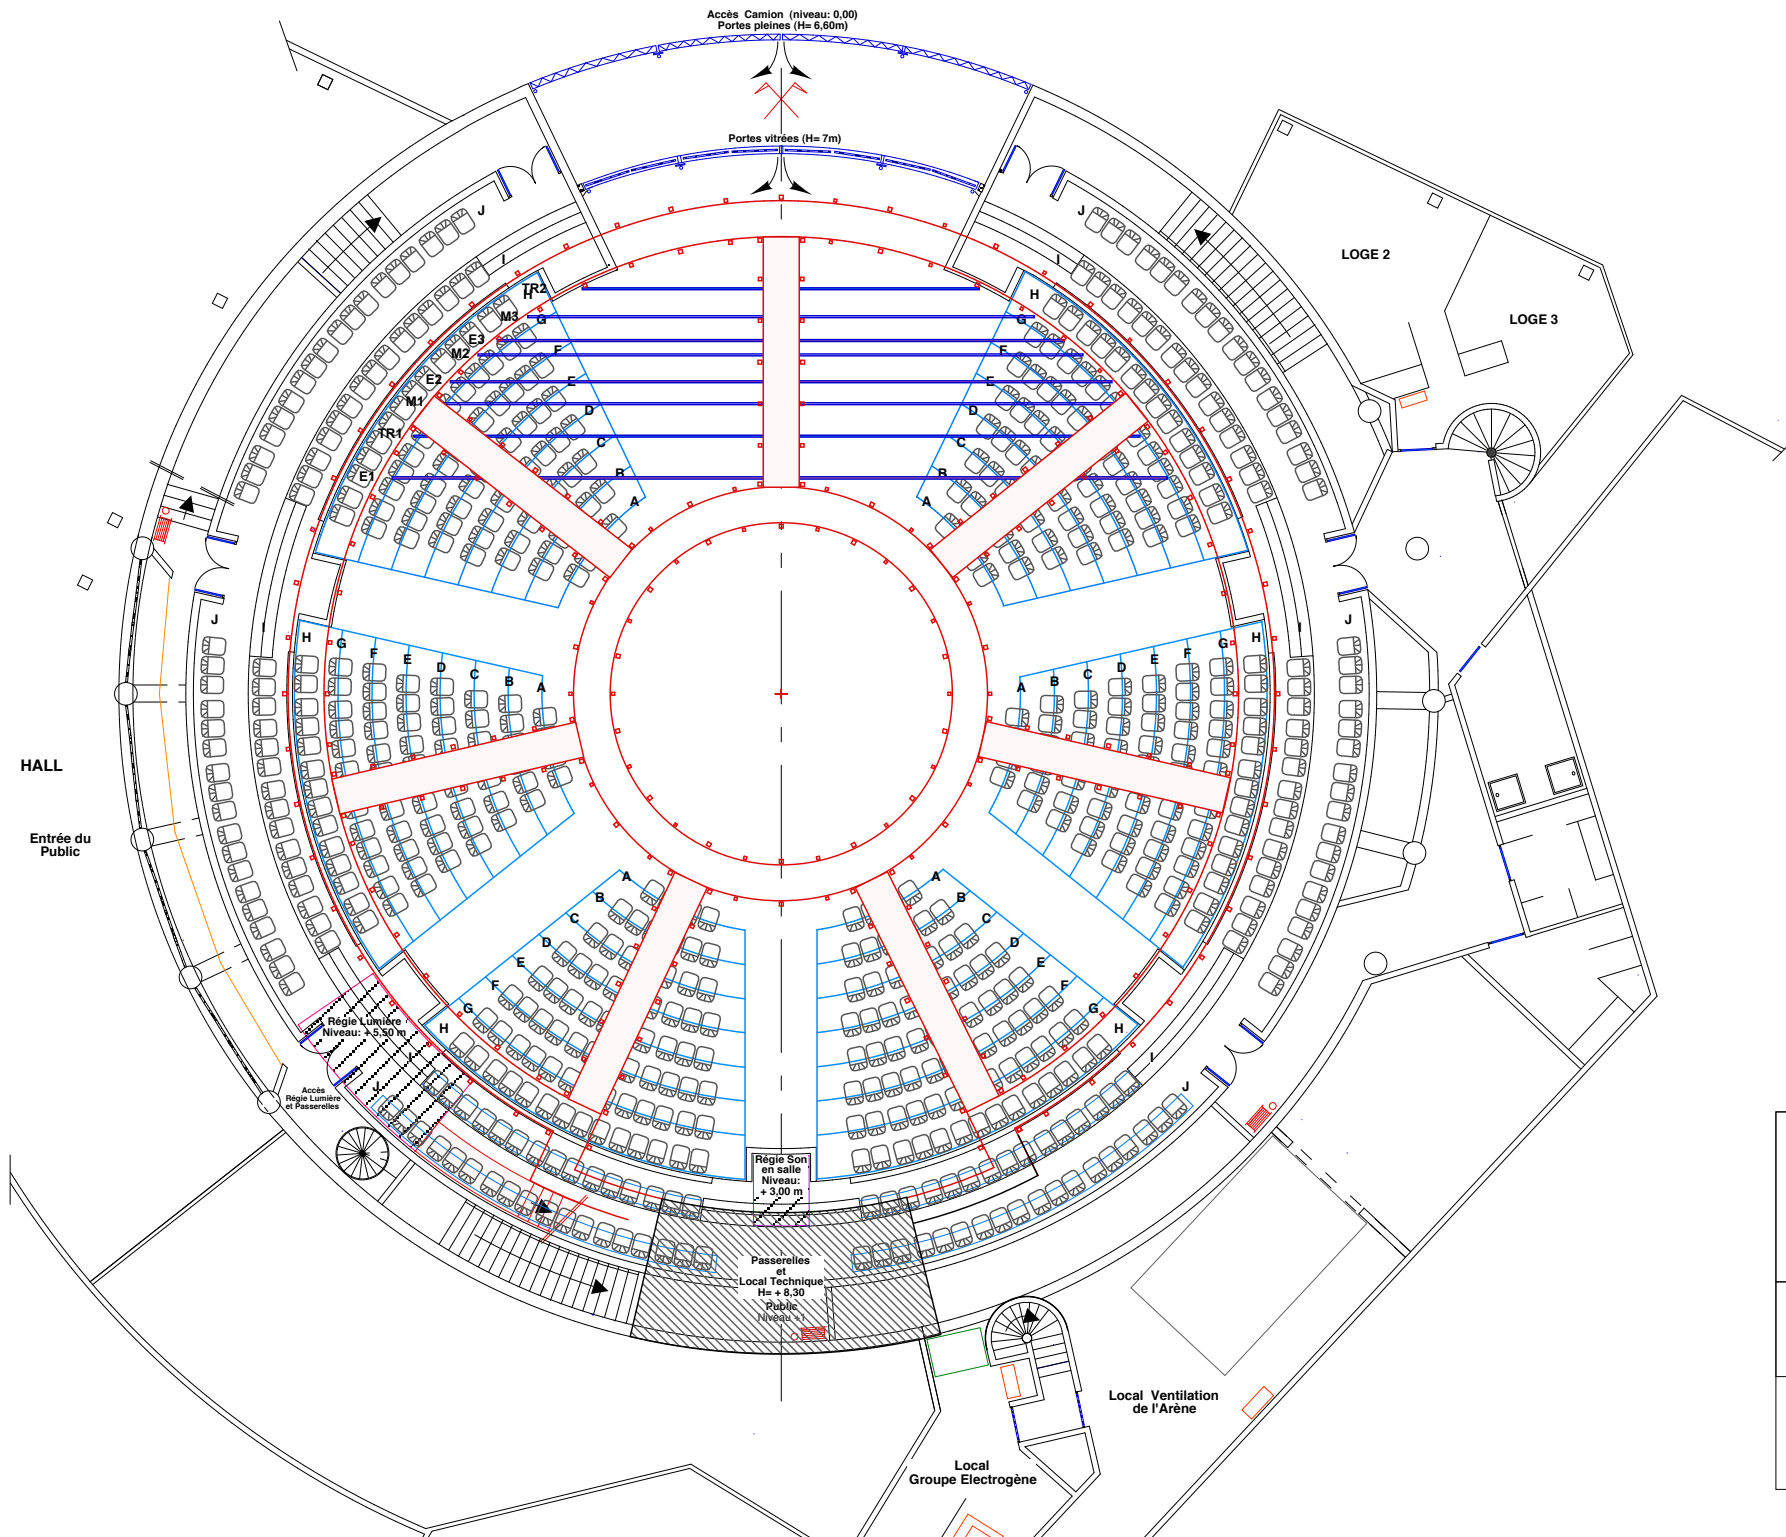 Accès Camion (niveau: 0,00)
Portes pleines (H= 6,60m)
Portes vitrées (H= 7m)
LOGE 2
LOGE 3
J
I
TR2
H
M3
G
E3
M2
F
E2
E
M1
D
TR1
C
E1
B
A
J
I
H
G
F
E
D
C
B
A
J
I
H
G
F
E
D
C
B
A
A
B
C
D
E
F
G
H
I
J
HALL
Entrée du
Public
A
B
C
D
E
F
G
H
I
J
A
B
C
D
E
F
G
H
I
J
Régie Lumière
Niveau: + 5,50 m
Accès
Régie Lumière
et Passerelles
Régie Son
en salle
Niveau:
+ 3,00 m
Passerelles
et
Local Technique
H= + 8,30
Public
Niveau +1
Local Ventilation
de l'Arène
Local
Groupe Electrogène